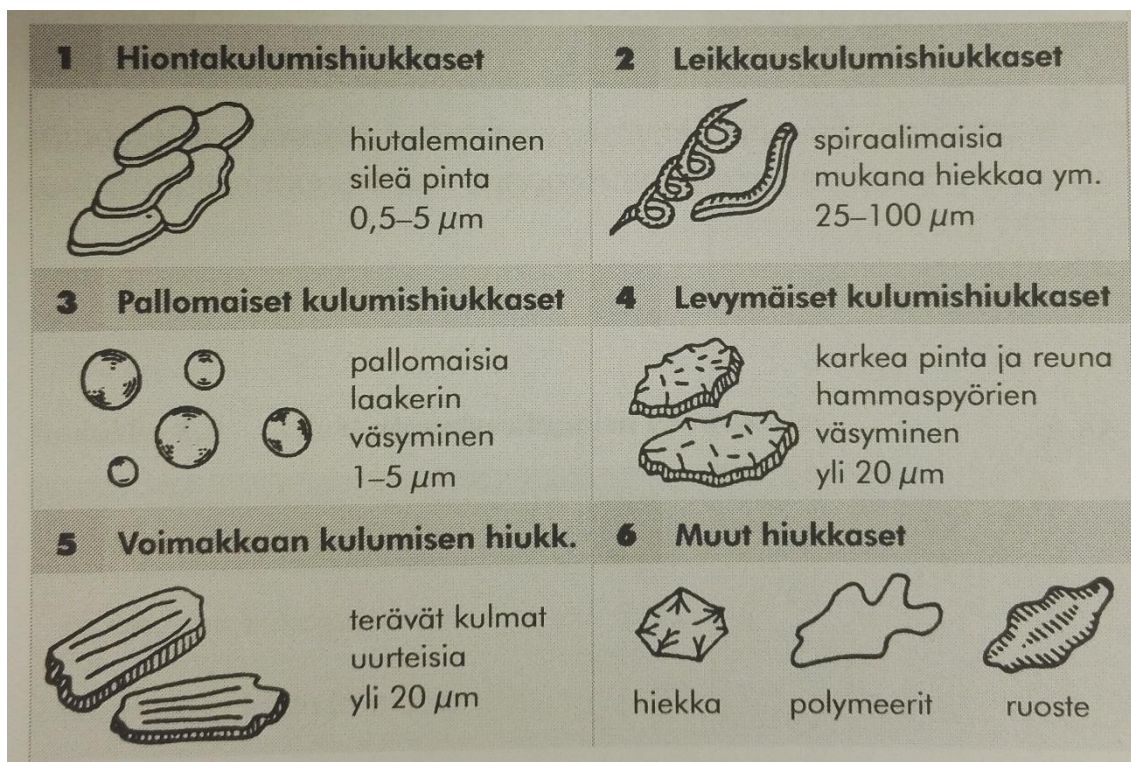 1 Hiontakulumishiukkaset
hiutalemainen
sileä pinta
0,5–5 μm
2 Leikkauskulumishiukkaset
spiraalimaisia
mukana hiekkaa ym.
25–100 μm
3 Pallomaiset kulumishiukkaset
pallomaisia
laakerin
väsyminen
1–5 μm
4 Levymäiset kulumishiukkaset
karkea pinta ja reuna
hammaspyörien
väsyminen
yli 20 μm
5 Voimakkaan kulumisen hiukk.
terävät kulmat
uurteisia
yli 20 μm
6 Muut hiukkaset
hiekka
polymeerit
ruoste